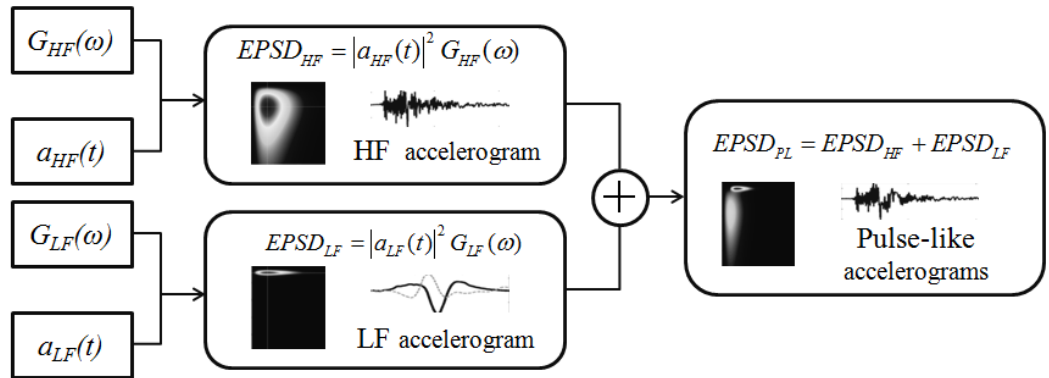 G_HF(ω)
a_HF(t)
EPSD_HF = |a_HF(t)|² G_HF(ω)
HF accelerogram
G_LF(ω)
a_LF(t)
EPSD_LF = |a_LF(t)|² G_LF(ω)
LF accelerogram
+
EPSD_PL = EPSD_HF + EPSD_LF
Pulse-like
accelerograms